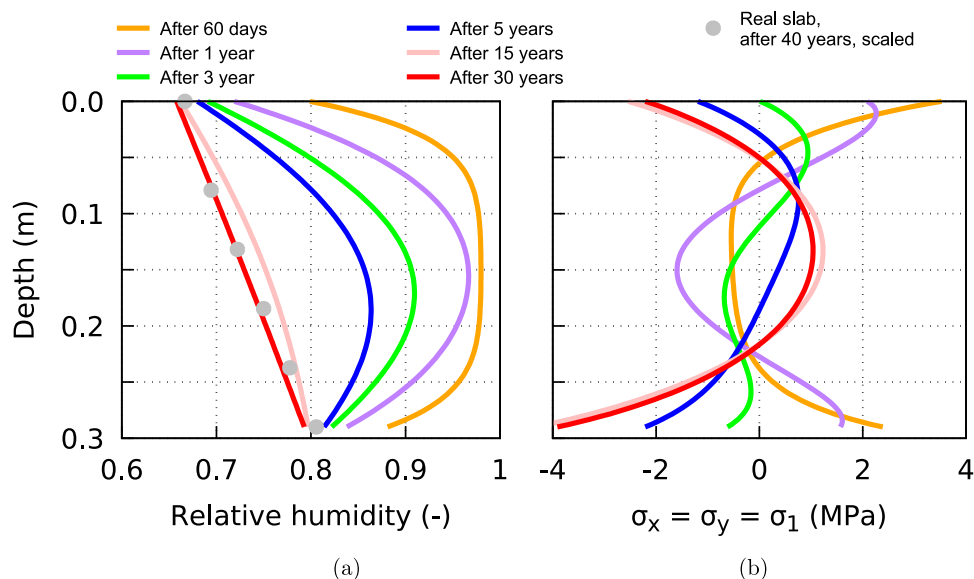 After 60 days
After 1 year
After 3 year
After 5 years
After 15 years
After 30 years
Real slab,
after 40 years, scaled
0.0
0.1
0.2
0.3
Depth (m)
0.6 0.7 0.8 0.9 1
Relative humidity (-)
-4 -2 0 2 4
σx = σy = σ1 (MPa)
(a)
(b)